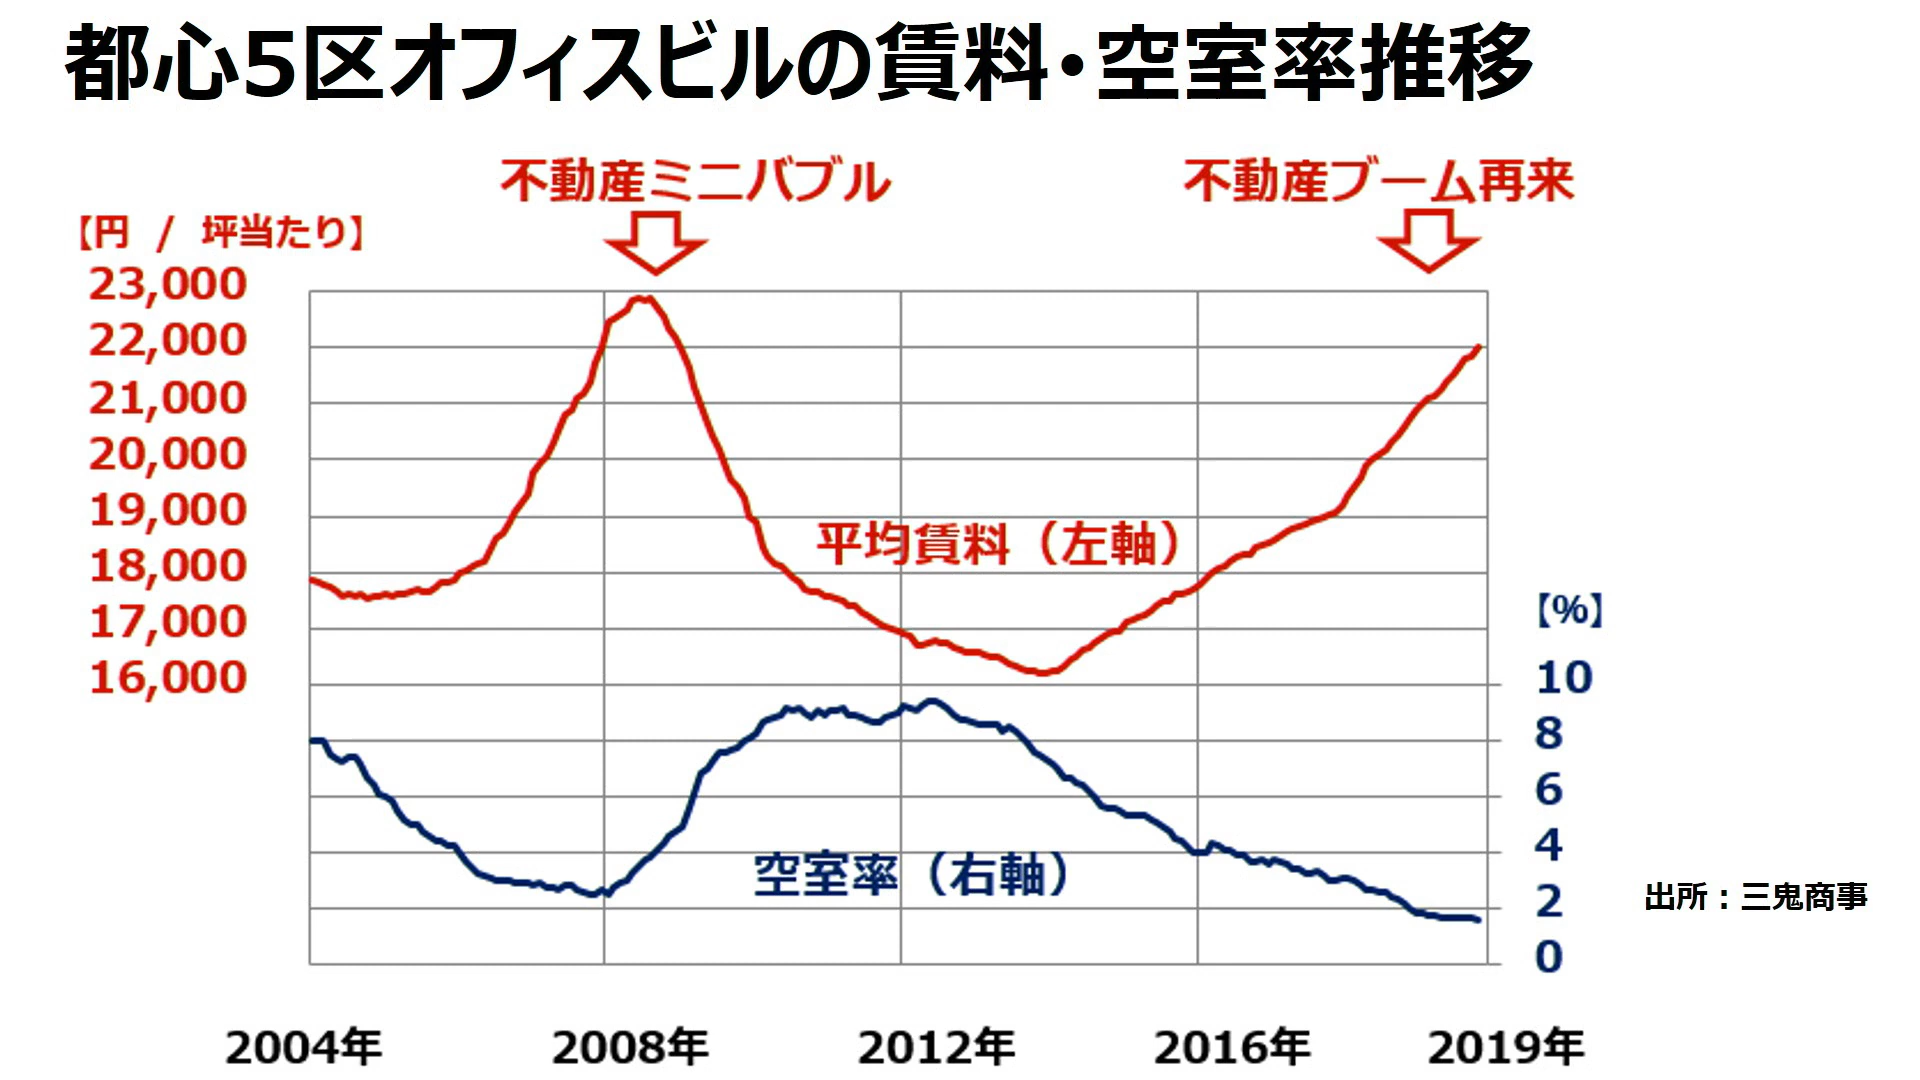 都心5区オフィスビルの賃料・空室率推移
不動産ミニバブル
不動産ブーム再来
【円 / 坪当たり】
23,000
22,000
21,000
20,000
19,000
18,000
17,000
16,000
平均賃料（左軸）
【%】
10
8
6
4
2
0
空室率（右軸）
出所：三鬼商事
2004年 2008年 2012年 2016年 2019年